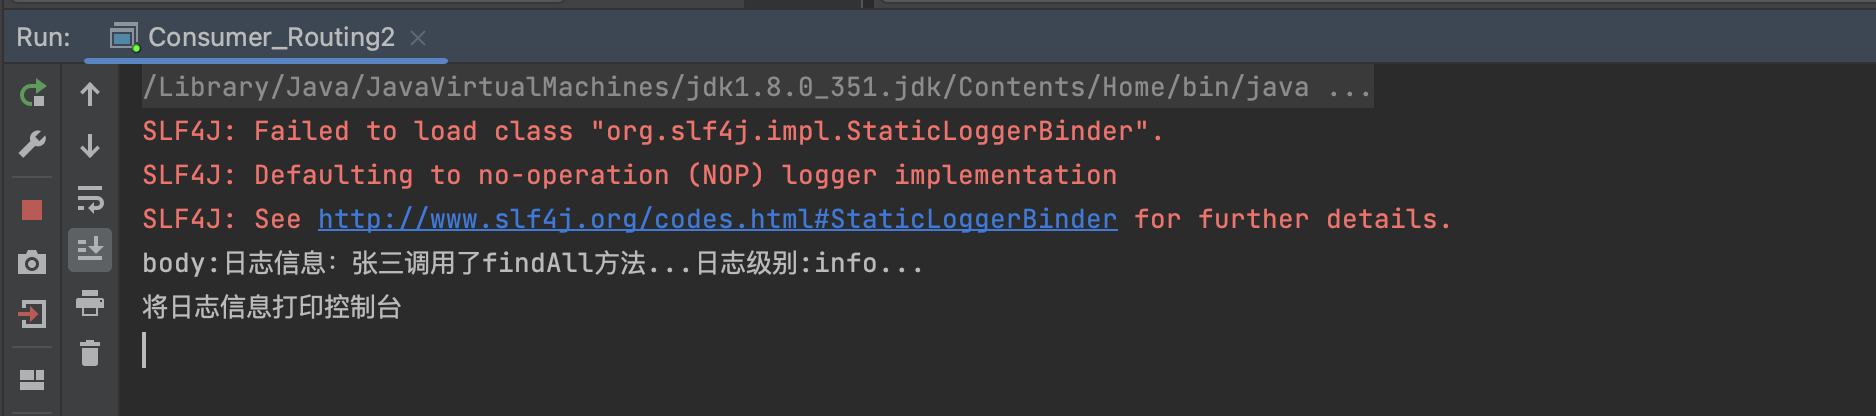 Run: Consumer_Routing2
/Library/Java/JavaVirtualMachines/jdk1.8.0_351.jdk/Contents/Home/bin/java ...
SLF4J: Failed to load class "org.slf4j.impl.StaticLoggerBinder".
SLF4J: Defaulting to no-operation (NOP) logger implementation
SLF4J: See http://www.slf4j.org/codes.html#StaticLoggerBinder for further details.
body:日志信息：张三调用了findAll方法...日志级别:info...
将日志信息打印控制台